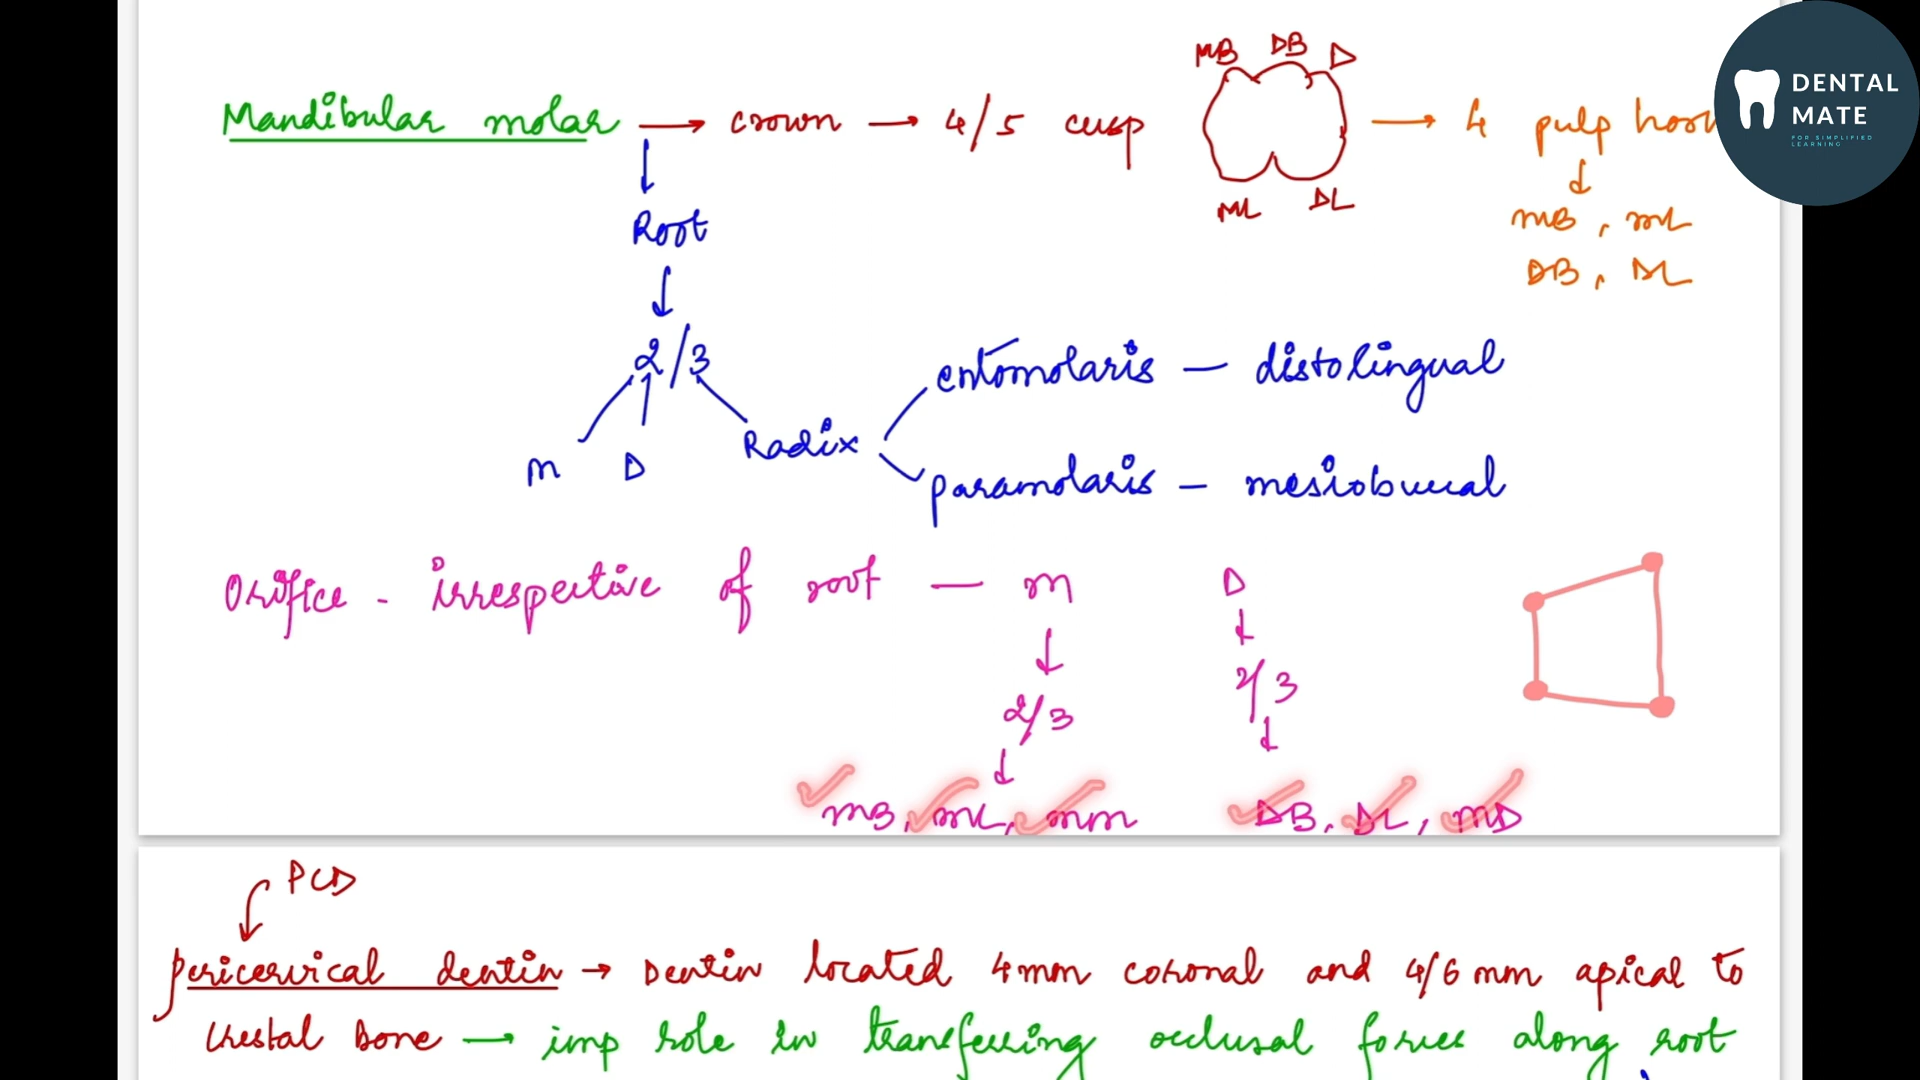 MB DB D
Mandibular molar → crown → 4/5 cusp → 4 pulp horn
ML DL
DENTAL
MATE
FOR SIMPLIFIED
LEARNING
↓
Root
MB, ML
DB, DL
2/3
M D Radix
entomolaris — distolingual
paramolaris — mesiobuccal
Orifice - irrespective of root — M D
2/3 2/3
MB, ML, MM DB, DL, MD
PCD
pericervical dentin → Dentin located 4mm coronal and 4/6 mm apical to
crestal Bone → imp role in transferring occlusal forces along root